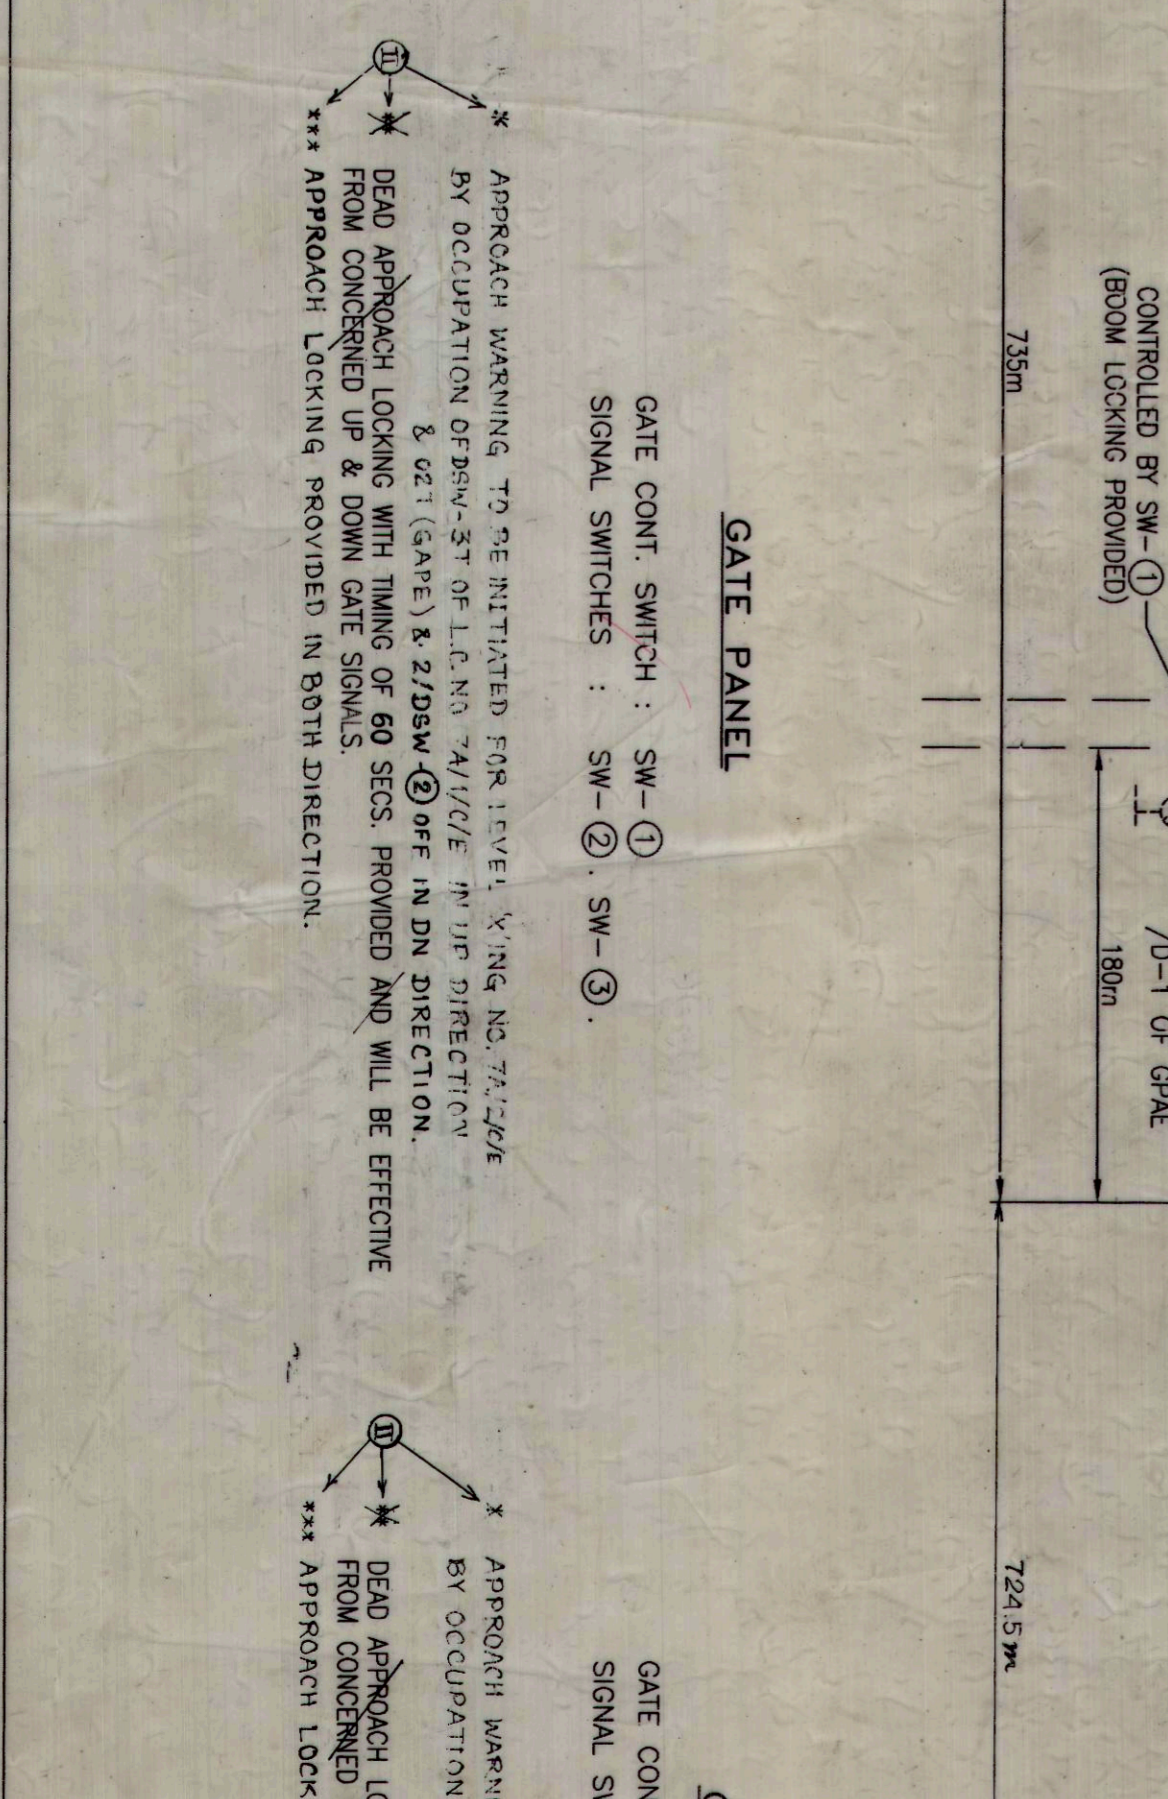 CONTROLLED BY SW-①
(BOOM LOCKING PROVIDED)
/D-1 OF GPAE
180m
735m
724.5m
GATE PANEL
GATE CONT. SWITCH : SW-①
SIGNAL SWITCHES : SW-②. SW-③.
* APPROACH WARNING TO BE INITIATED FOR LEVEL 'X'ING NO. 7A/2/C/E
BY OCCUPATION OF DSW-3T OF L.C. NO 7A/1/C/E IN UP DIRECTION
& 02T (GAPE) & 2/DSW-② OFF IN DN DIRECTION.
II
** DEAD APPROACH LOCKING WITH TIMING OF 60 SECS. PROVIDED AND WILL BE EFFECTIVE
FROM CONCERNED UP & DOWN GATE SIGNALS.
*** APPROACH LOCKING PROVIDED IN BOTH DIRECTION.
GATE CON
SIGNAL SW
* APPROACH WARN
BY OCCUPATION
II
** DEAD APPROACH LO
FROM CONCERNED
*** APPROACH LOCK